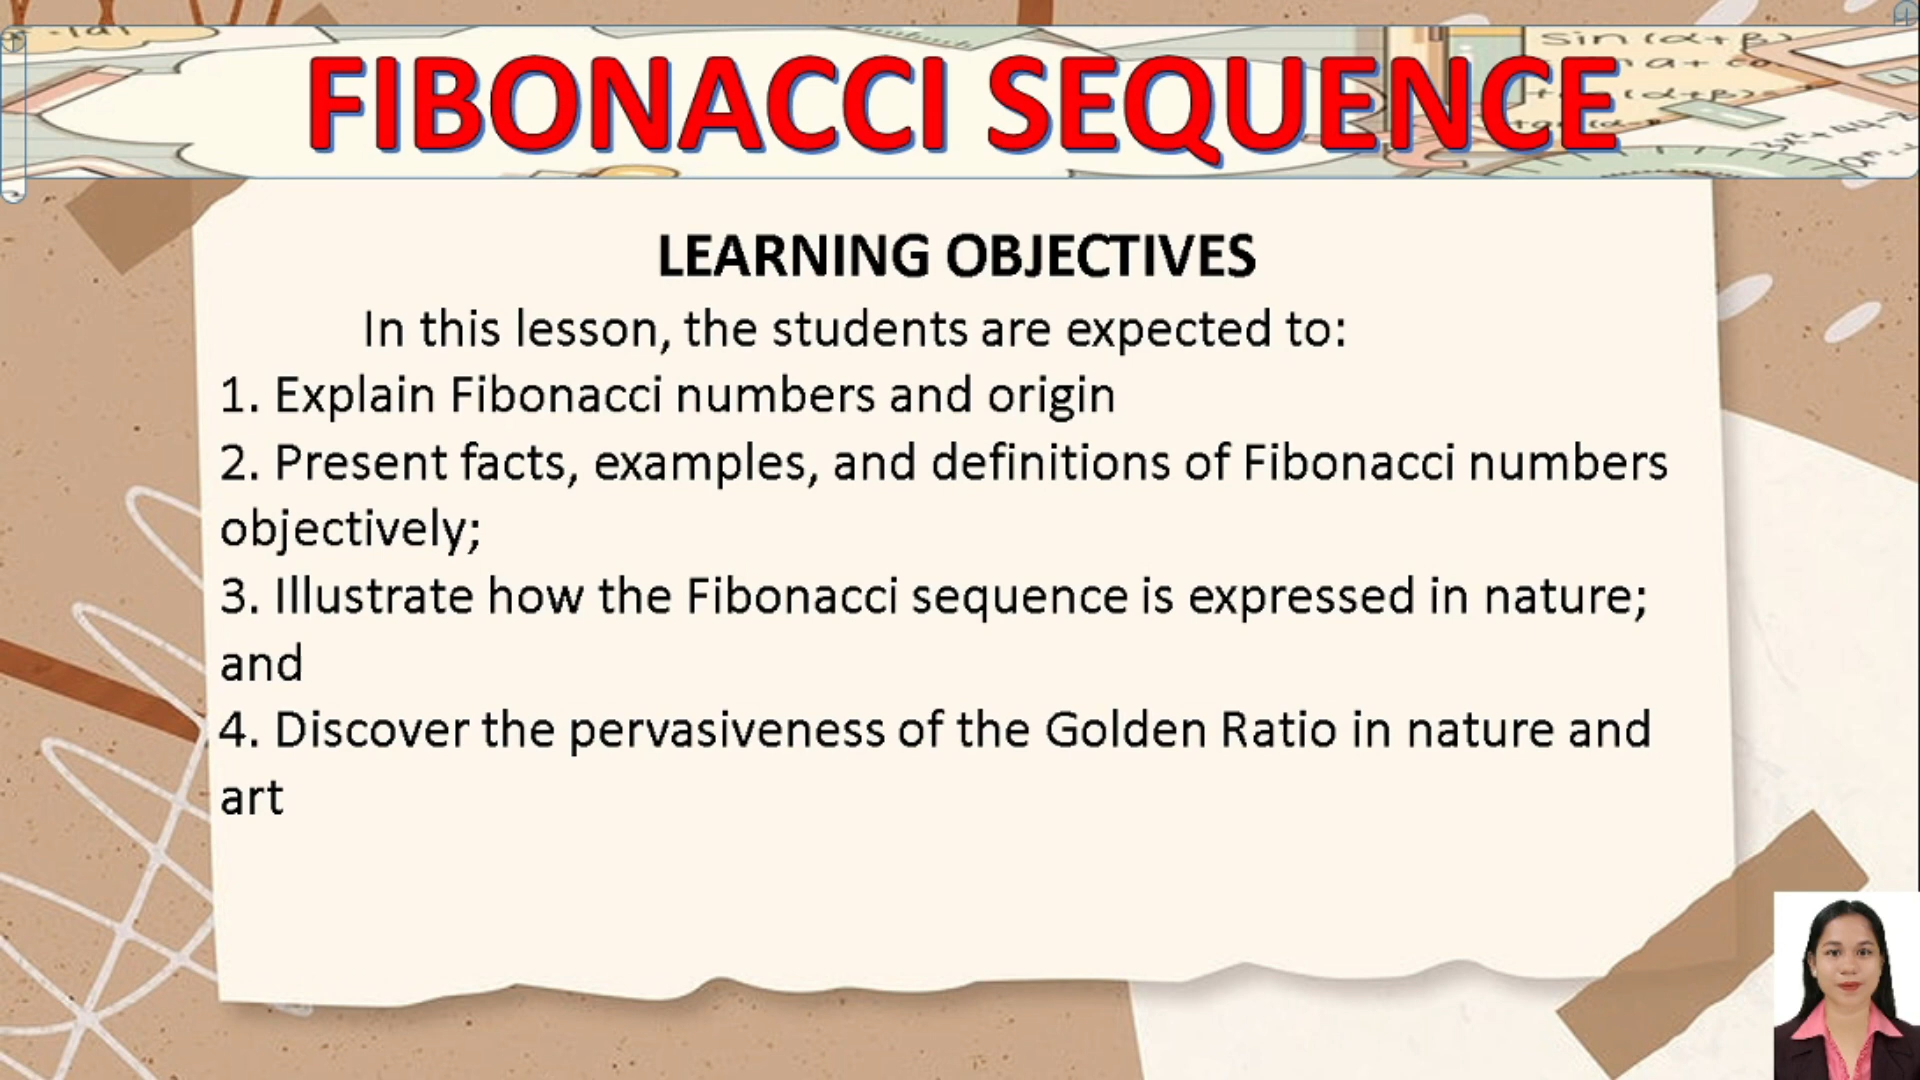 FIBONACCI SEQUENCE
LEARNING OBJECTIVES
In this lesson, the students are expected to:
1. Explain Fibonacci numbers and origin
2. Present facts, examples, and definitions of Fibonacci numbers
objectively;
3. Illustrate how the Fibonacci sequence is expressed in nature;
and
4. Discover the pervasiveness of the Golden Ratio in nature and
art